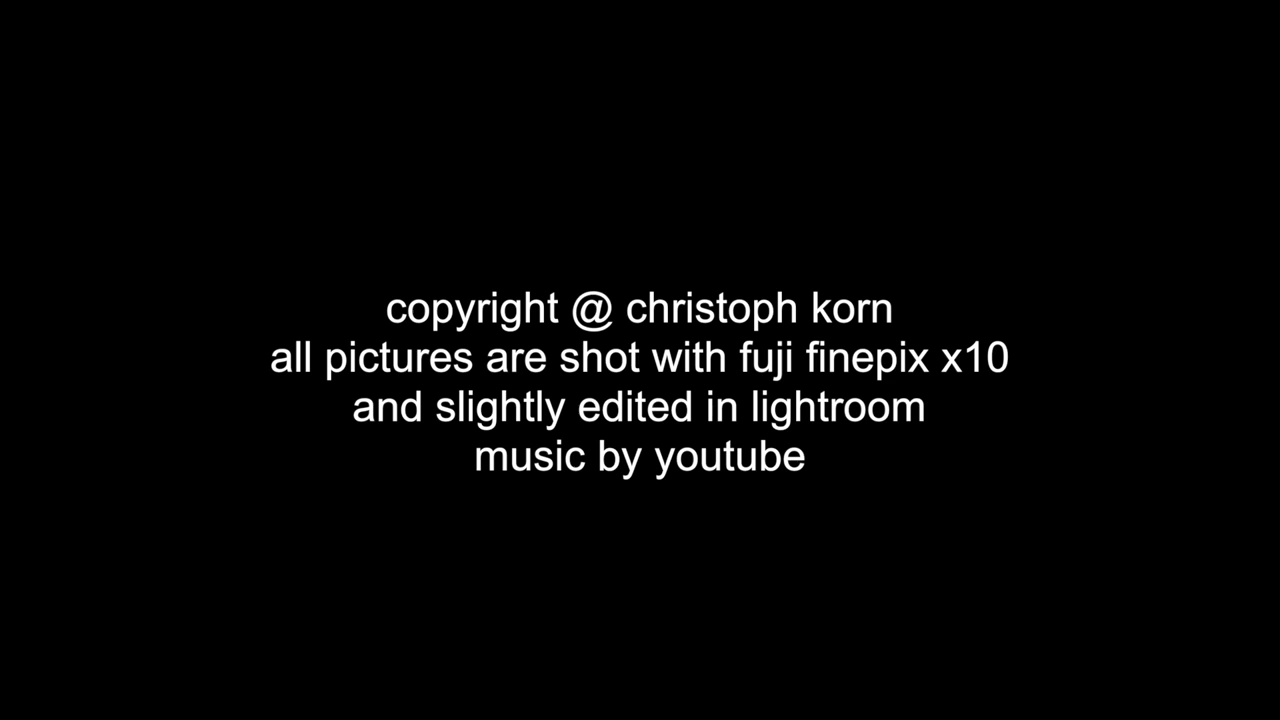 copyright @ christoph korn
all pictures are shot with fuji finepix x10
and slightly edited in lightroom
music by youtube